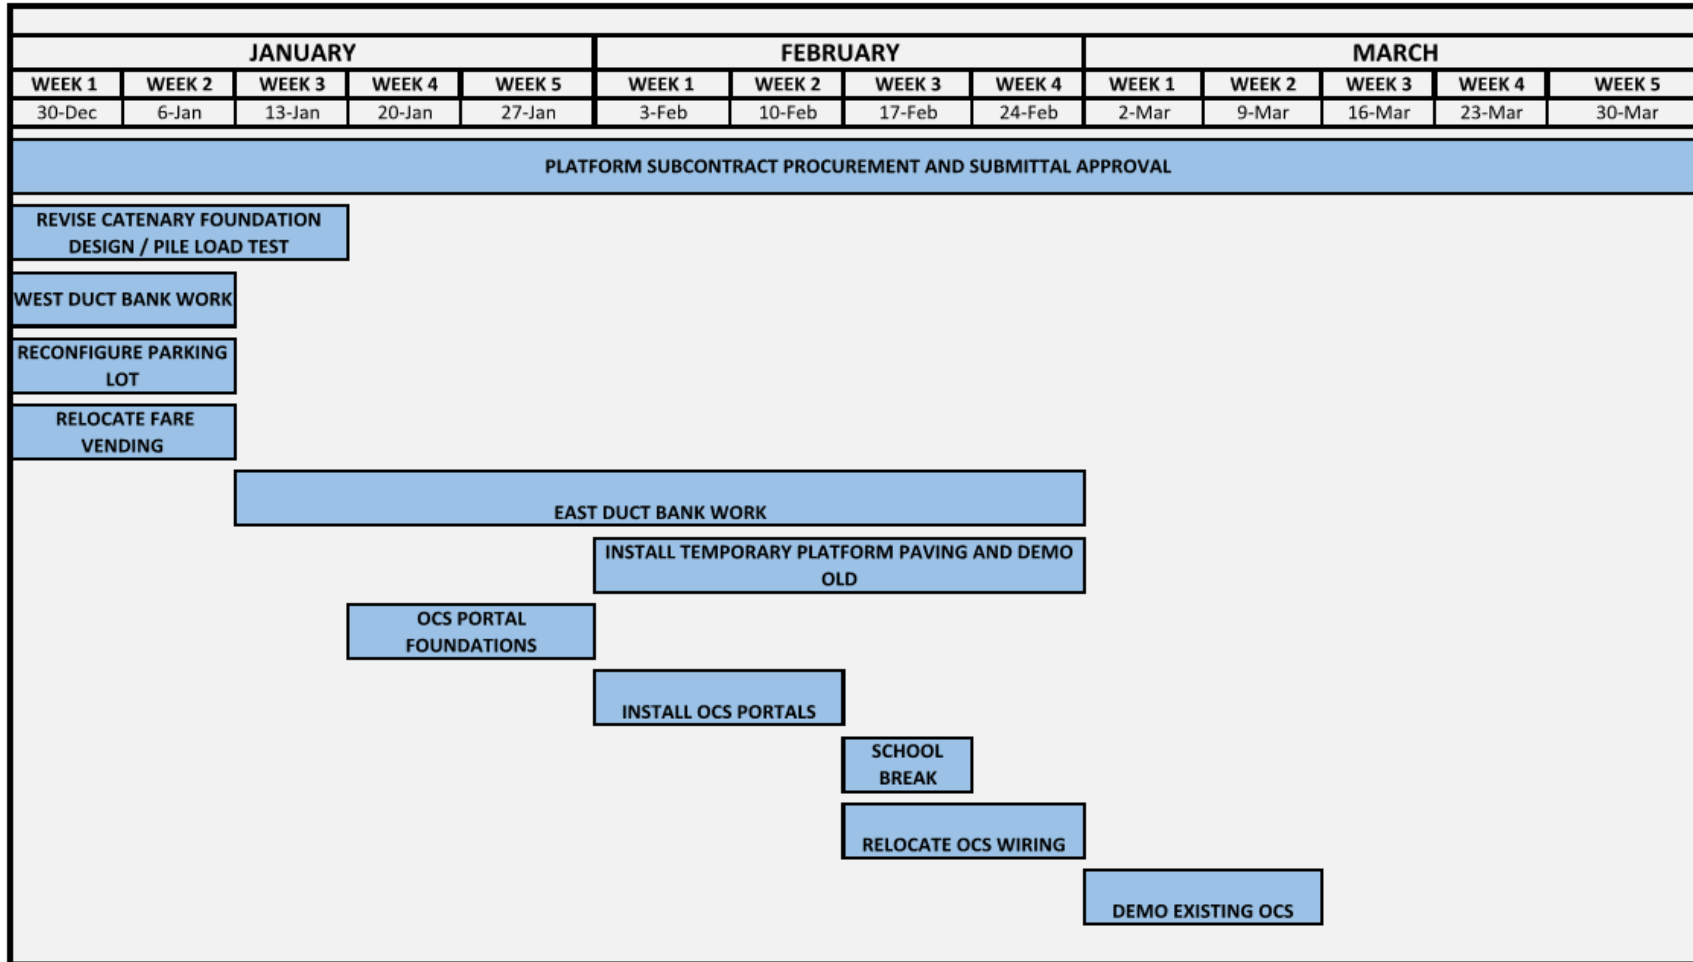 JANUARY FEBRUARY MARCH
WEEK 1 WEEK 2 WEEK 3 WEEK 4 WEEK 5 WEEK 1 WEEK 2 WEEK 3 WEEK 4 WEEK 1 WEEK 2 WEEK 3 WEEK 4 WEEK 5
30-Dec 6-Jan 13-Jan 20-Jan 27-Jan 3-Feb 10-Feb 17-Feb 24-Feb 2-Mar 9-Mar 16-Mar 23-Mar 30-Mar
PLATFORM SUBCONTRACT PROCUREMENT AND SUBMITTAL APPROVAL
REVISE CATENARY FOUNDATION
DESIGN / PILE LOAD TEST
WEST DUCT BANK WORK
RECONFIGURE PARKING
LOT
RELOCATE FARE
VENDING
EAST DUCT BANK WORK
INSTALL TEMPORARY PLATFORM PAVING AND DEMO
OLD
OCS PORTAL
FOUNDATIONS
INSTALL OCS PORTALS
SCHOOL
BREAK
RELOCATE OCS WIRING
DEMO EXISTING OCS